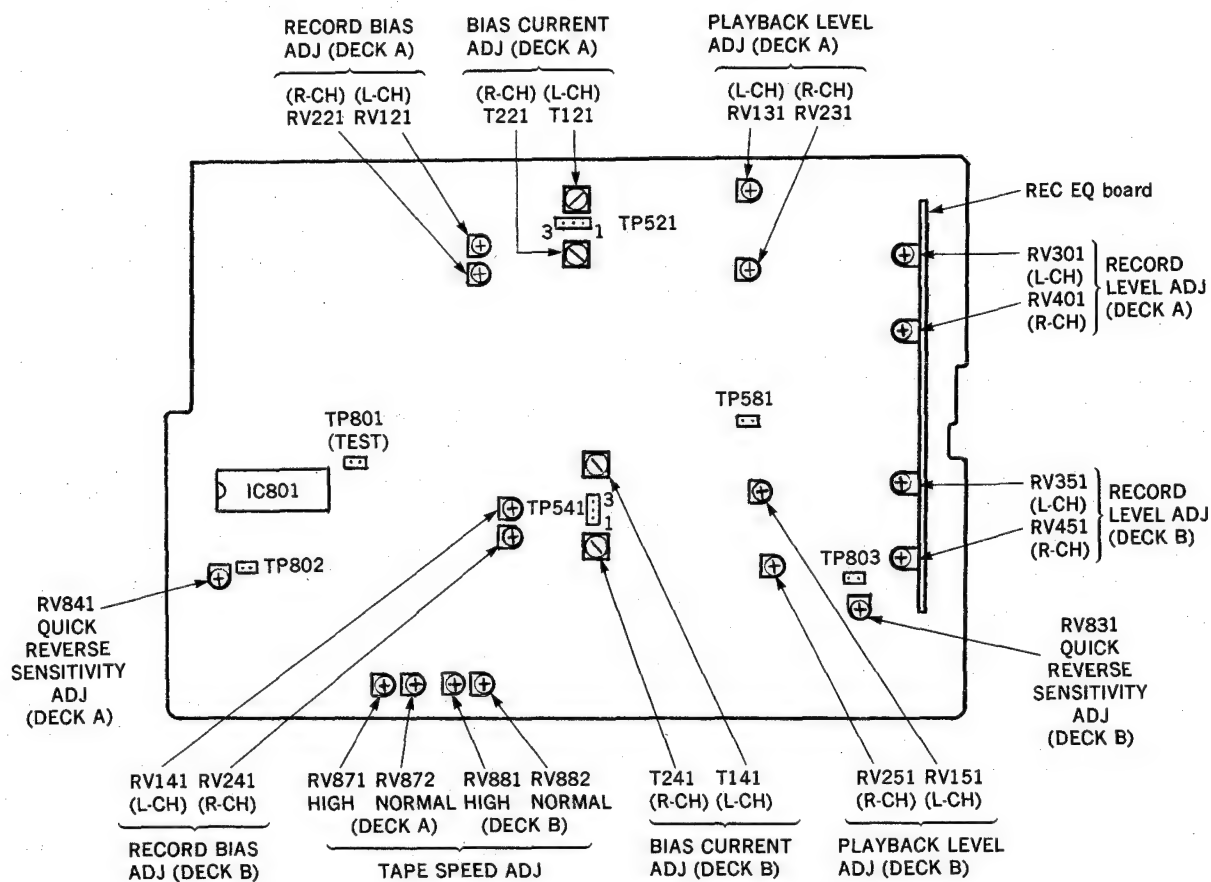 RECORD BIAS
ADJ (DECK A)
(R-CH) (L-CH)
RV221 RV121
BIAS CURRENT
ADJ (DECK A)
(R-CH) (L-CH)
T221 T121
PLAYBACK LEVEL
ADJ (DECK A)
(L-CH) (R-CH)
RV131 RV231
3 1 TP521
REC EQ board
RV301
(L-CH)
RV401
(R-CH)
RECORD
LEVEL ADJ
(DECK A)
TP801
(TEST)
IC801
TP581
TP541 3
1
RV351
(L-CH)
RV451
(R-CH)
RECORD
LEVEL ADJ
(DECK B)
TP802
TP803
RV841
QUICK
REVERSE
SENSITIVITY
ADJ
(DECK A)
RV831
QUICK
REVERSE
SENSITIVITY
ADJ
(DECK B)
RV141 RV241
(L-CH) (R-CH)
RECORD BIAS
ADJ (DECK B)
RV871 RV872 RV881 RV882
HIGH NORMAL HIGH NORMAL
(DECK A) (DECK B)
TAPE SPEED ADJ
T241 T141
(R-CH) (L-CH)
BIAS CURRENT
ADJ (DECK B)
RV251 RV151
(R-CH) (L-CH)
PLAYBACK LEVEL
ADJ (DECK B)